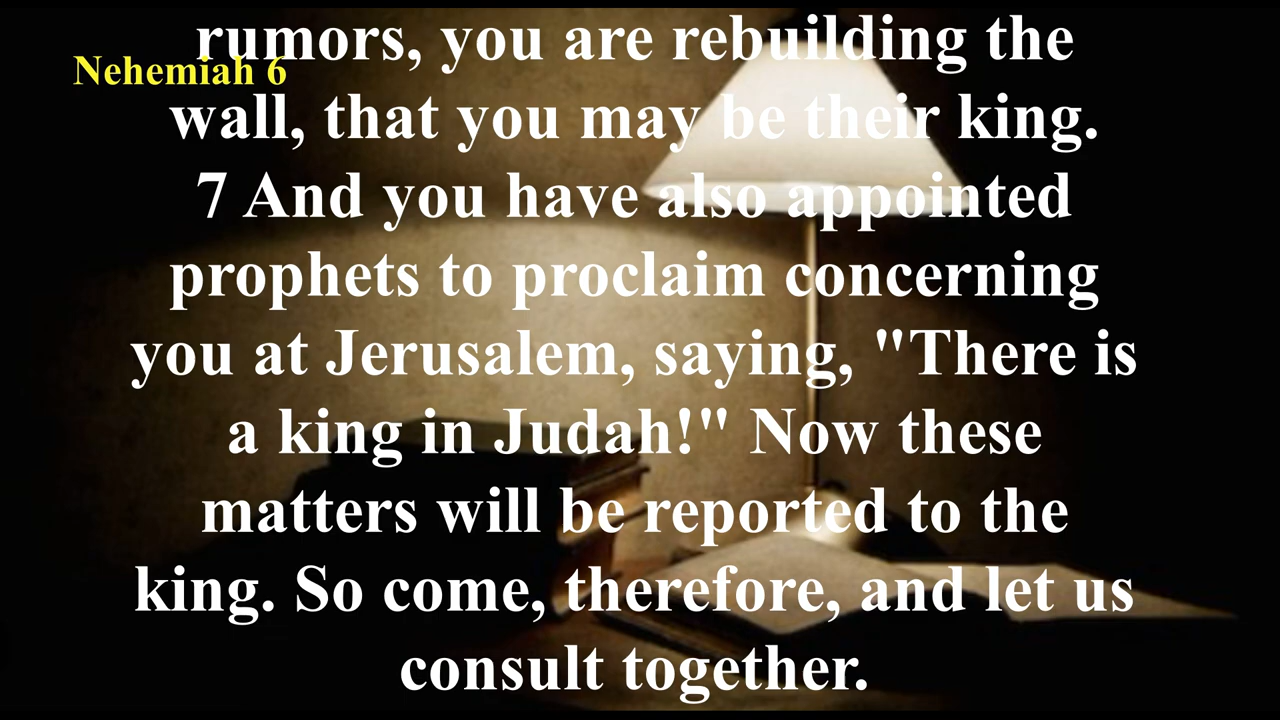 rumors, you are rebuilding the
Nehemiah 6
wall, that you may be their king.
7 And you have also appointed
prophets to proclaim concerning
you at Jerusalem, saying, "There is
a king in Judah!" Now these
matters will be reported to the
king. So come, therefore, and let us
consult together.